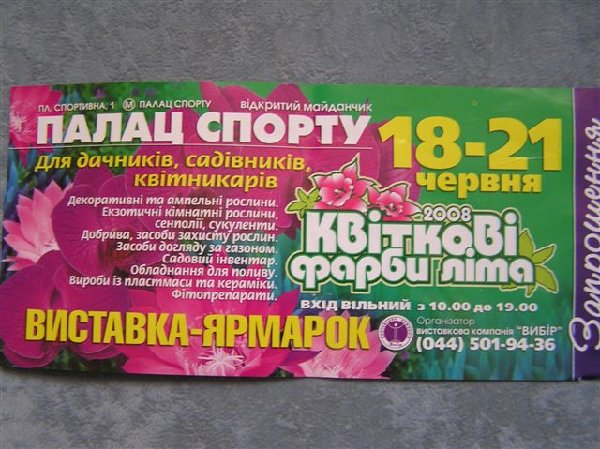 ПЛ. СПОРТИВНА, 1 М ПАЛАЦ СПОРТУ ВІДКРИТИЙ МАЙДАНЧИК
ПАЛАЦ СПОРТУ
для дачників, садівників,
квітникарів
Декоративні та ампельні рослини.
Екзотичні кімнатні рослини,
сенполії, сукуленти.
Добрива, засоби захисту рослин.
Засоби догляду за газоном.
Садовий інвентар.
Обладнання для поливу.
Вироби із пластмаси та кераміки.
Фітопрепарати.
ВИСТАВКА-ЯРМАРОК
18-21
червня
2008
КВІТКОВІ
фарби літа
ВХІД ВІЛЬНИЙ з 10.00 до 19.00
Організатор
виставкова компанія "ВИБІР"
(044) 501-94-36
Запрошення